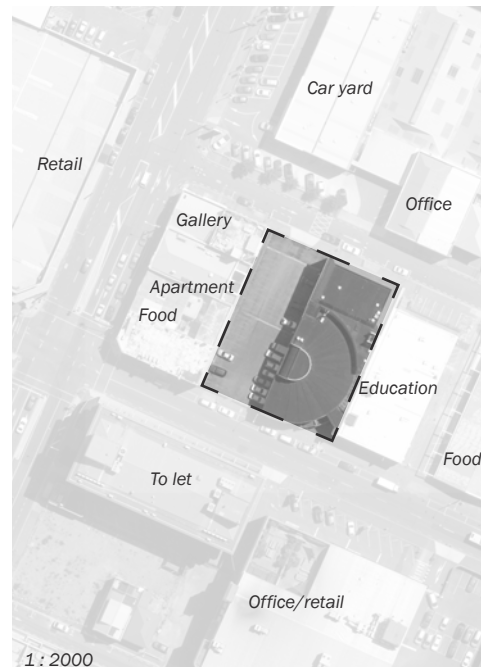 Car yard
Retail
Office
Gallery
Apartment
Food
Education
Food
To let
Office/retail
1 : 2000